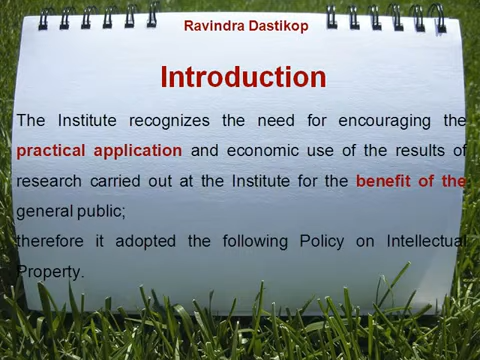 Ravindra Dastikop
Introduction
The Institute recognizes the need for encouraging the
practical application and economic use of the results of
research carried out at the Institute for the benefit of the
general public;
therefore it adopted the following Policy on Intellectual
Property.